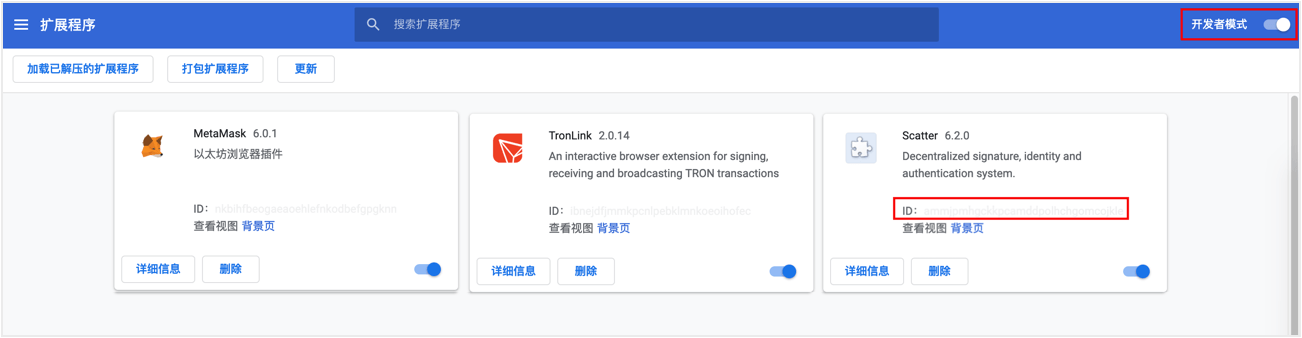 扩展程序
搜索扩展程序
开发者模式
加载已解压的扩展程序
打包扩展程序
更新
MetaMask 6.0.1
以太坊浏览器插件
ID: nkbihfbeogaeaoehlefnkodbefgpgknn
查看视图 背景页
详细信息
删除
TronLink 2.0.14
An interactive browser extension for signing,
receiving and broadcasting TRON transactions
ID: ibnejdfjmmkpcnlpebklmnkoeoihofec
查看视图 背景页
详细信息
删除
Scatter 6.2.0
Decentralized signature, identity and
authentication system.
ID:
查看视图 背景页
详细信息
删除